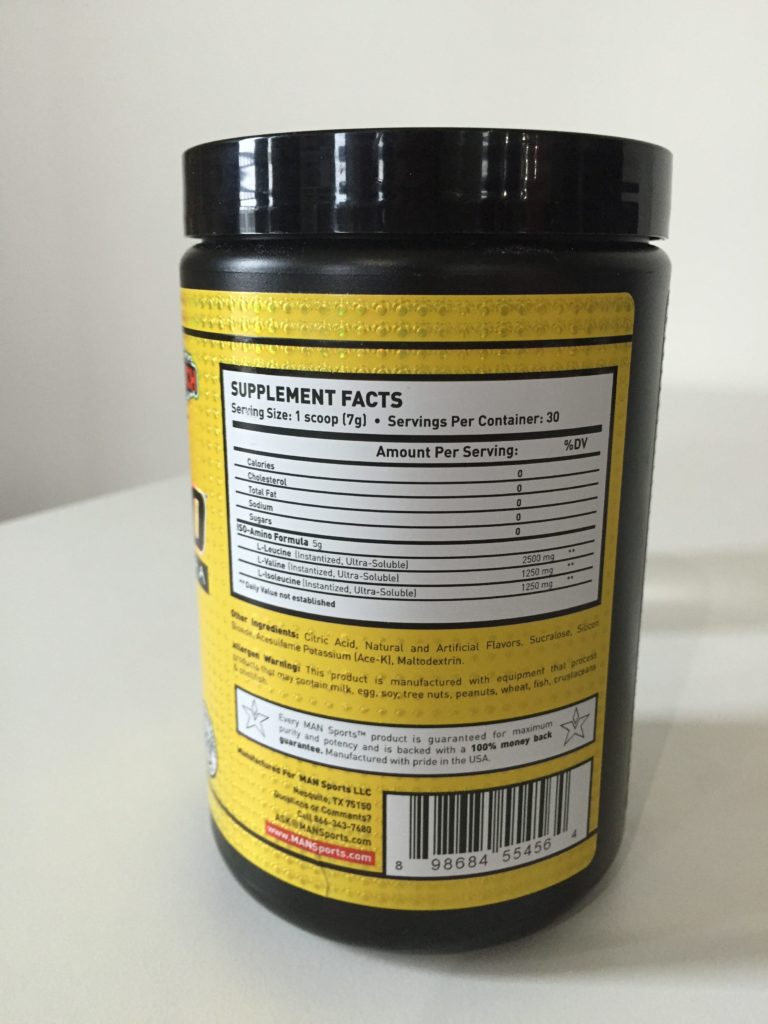 SUPPLEMENT FACTS
Serving Size: 1 scoop (7g) • Servings Per Container: 30
Amount Per Serving: %DV
Calories 0
Cholesterol 0
Total Fat 0
Sodium 0
Sugars 0
ISO-Amino Formula 5g
L-Leucine (Instantized, Ultra-Soluble) 2500 mg **
L-Valine (Instantized, Ultra-Soluble) 1250 mg **
L-Isoleucine (Instantized, Ultra-Soluble) 1250 mg **
**Daily Value not established
Other Ingredients: Citric Acid, Natural and Artificial Flavors, Sucralose, Silicon
Dioxide, Acesulfame Potassium (Ace-K), Maltodextrin.
Allergen Warning: This product is manufactured with equipment that process
products that may contain milk, egg, soy, tree nuts, peanuts, wheat, fish, crustaceans
& shellfish.
Every MAN Sports™ product is guaranteed for maximum
purity and potency and is backed with a 100% money back
guarantee. Manufactured with pride in the USA.
Manufactures For MAN Sports LLC
Mesquite, TX 75150
Questions or Comments?
Call 866-343-7680
ASK@MANSports.com
www.MANSports.com
8 98684 55456 4